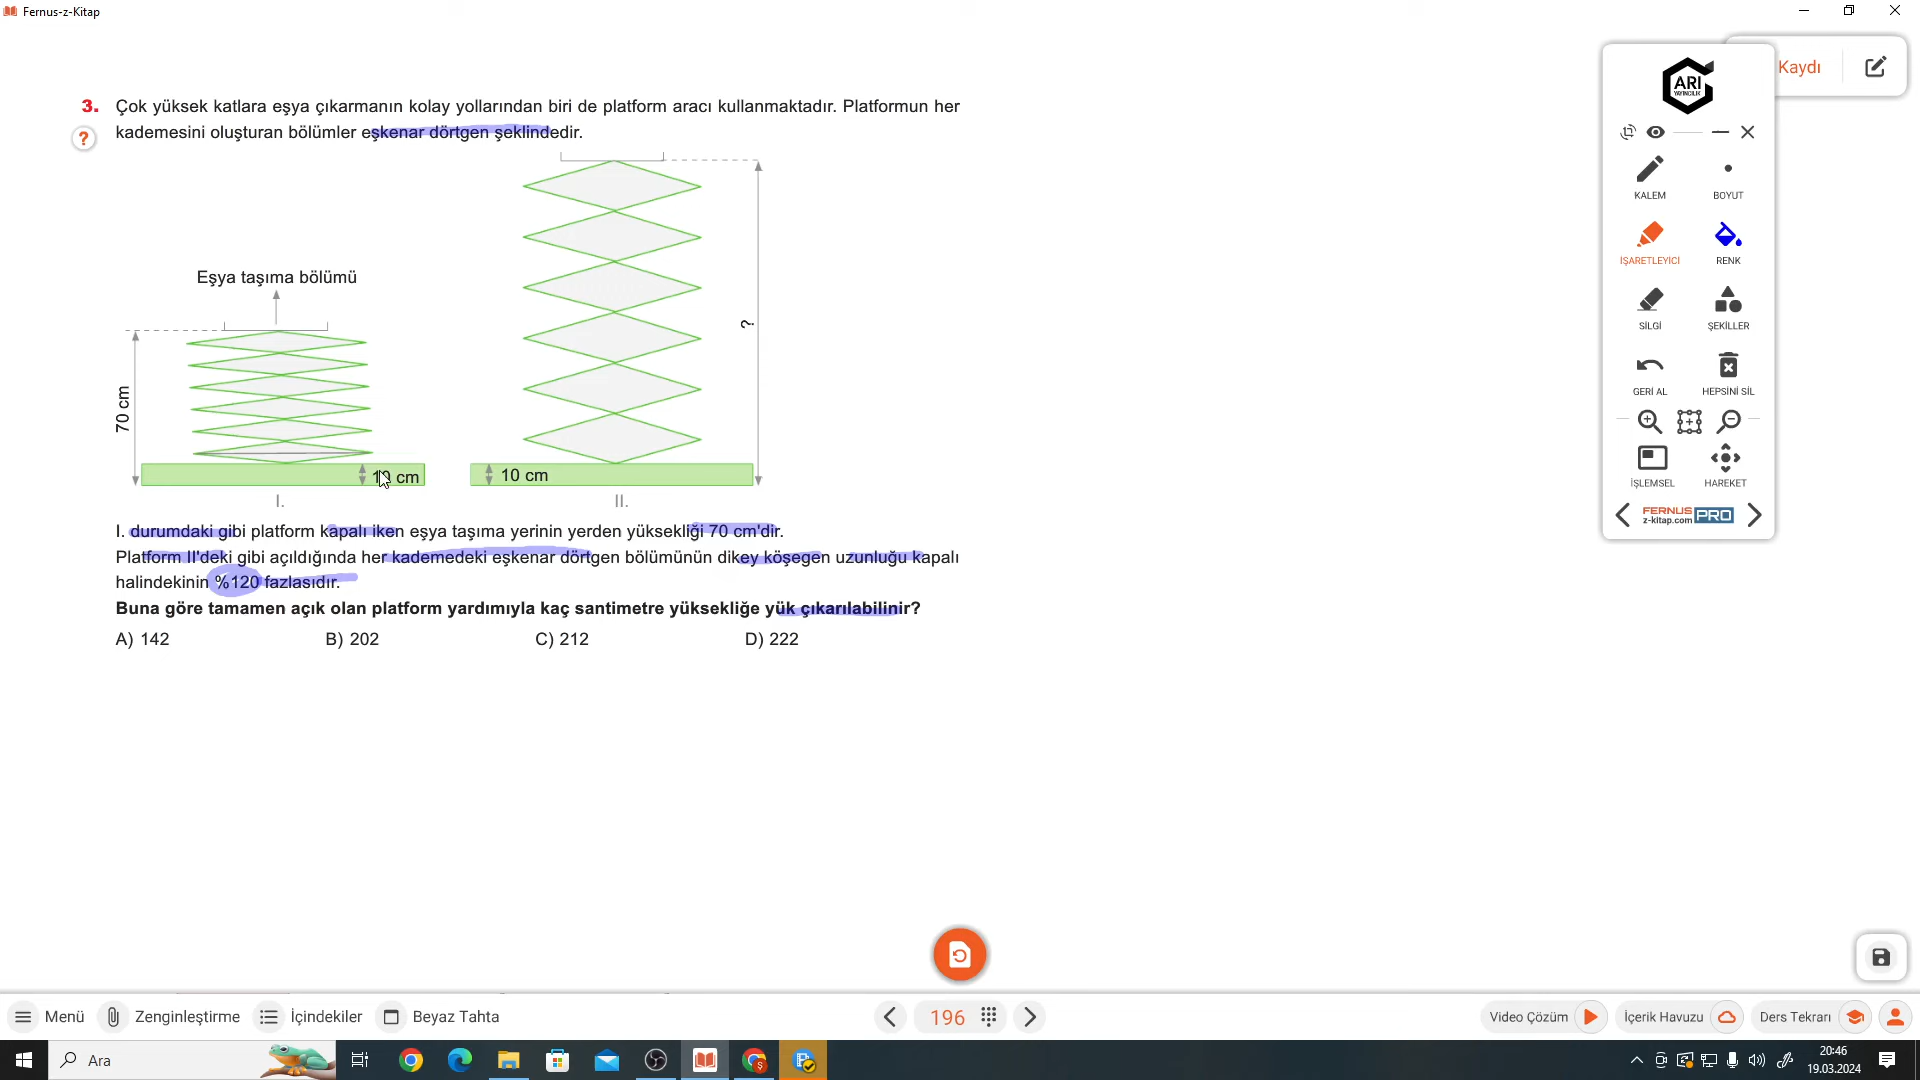 Fernus-z-Kitap
Kaydı
ARI
YAYINCILIK
3. Çok yüksek katlara eşya çıkarmanın kolay yollarından biri de platform aracı kullanmaktadır. Platformun her
? kademesini oluşturan bölümler eşkenar dörtgen şeklindedir.
Eşya taşıma bölümü
70 cm
10 cm
I.
?
10 cm
II.
I. durumdaki gibi platform kapalı iken eşya taşıma yerinin yerden yüksekliği 70 cm'dir.
Platform II'deki gibi açıldığında her kademedeki eşkenar dörtgen bölümünün dikey köşegen uzunluğu kapalı
halindekinin %120 fazlasıdır.
Buna göre tamamen açık olan platform yardımıyla kaç santimetre yüksekliğe yük çıkarılabilinir?
A) 142 B) 202 C) 212 D) 222
KALEM BOYUT
İŞARETLEYİCİ RENK
SİLGİ ŞEKİLLER
GERİ AL HEPSİNİ SİL
İŞLEMSEL HAREKET
FERNUS
z-kitap.com PRO
Menü Zenginleştirme İçindekiler Beyaz Tahta 196 Video Çözüm İçerik Havuzu Ders Tekrarı
Ara
20:46
19.03.2024